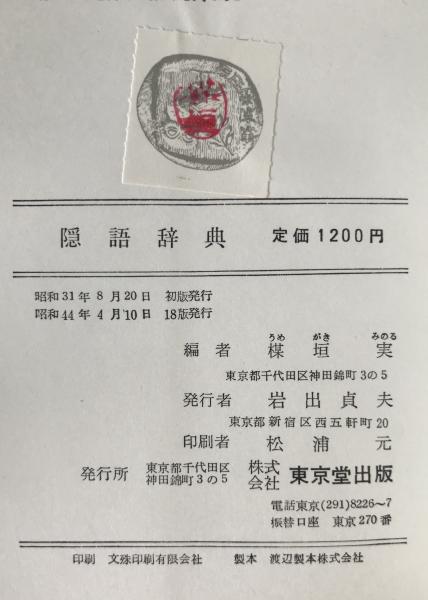 隠語辞典 定価1200円
昭和31年8月20日 初版発行
昭和44年4月10日 18版発行
うめ がき みのる
編者 楳垣実
東京都千代田区神田錦町3の5
発行者 岩出貞夫
東京都新宿区西五軒町20
印刷者 松浦元
発行所 東京都千代田区神田錦町3の5 株式会社 東京堂出版
電話東京(291)8226〜7
振替口座 東京270番
印刷 文殊印刷有限会社 製本 渡辺製本株式会社